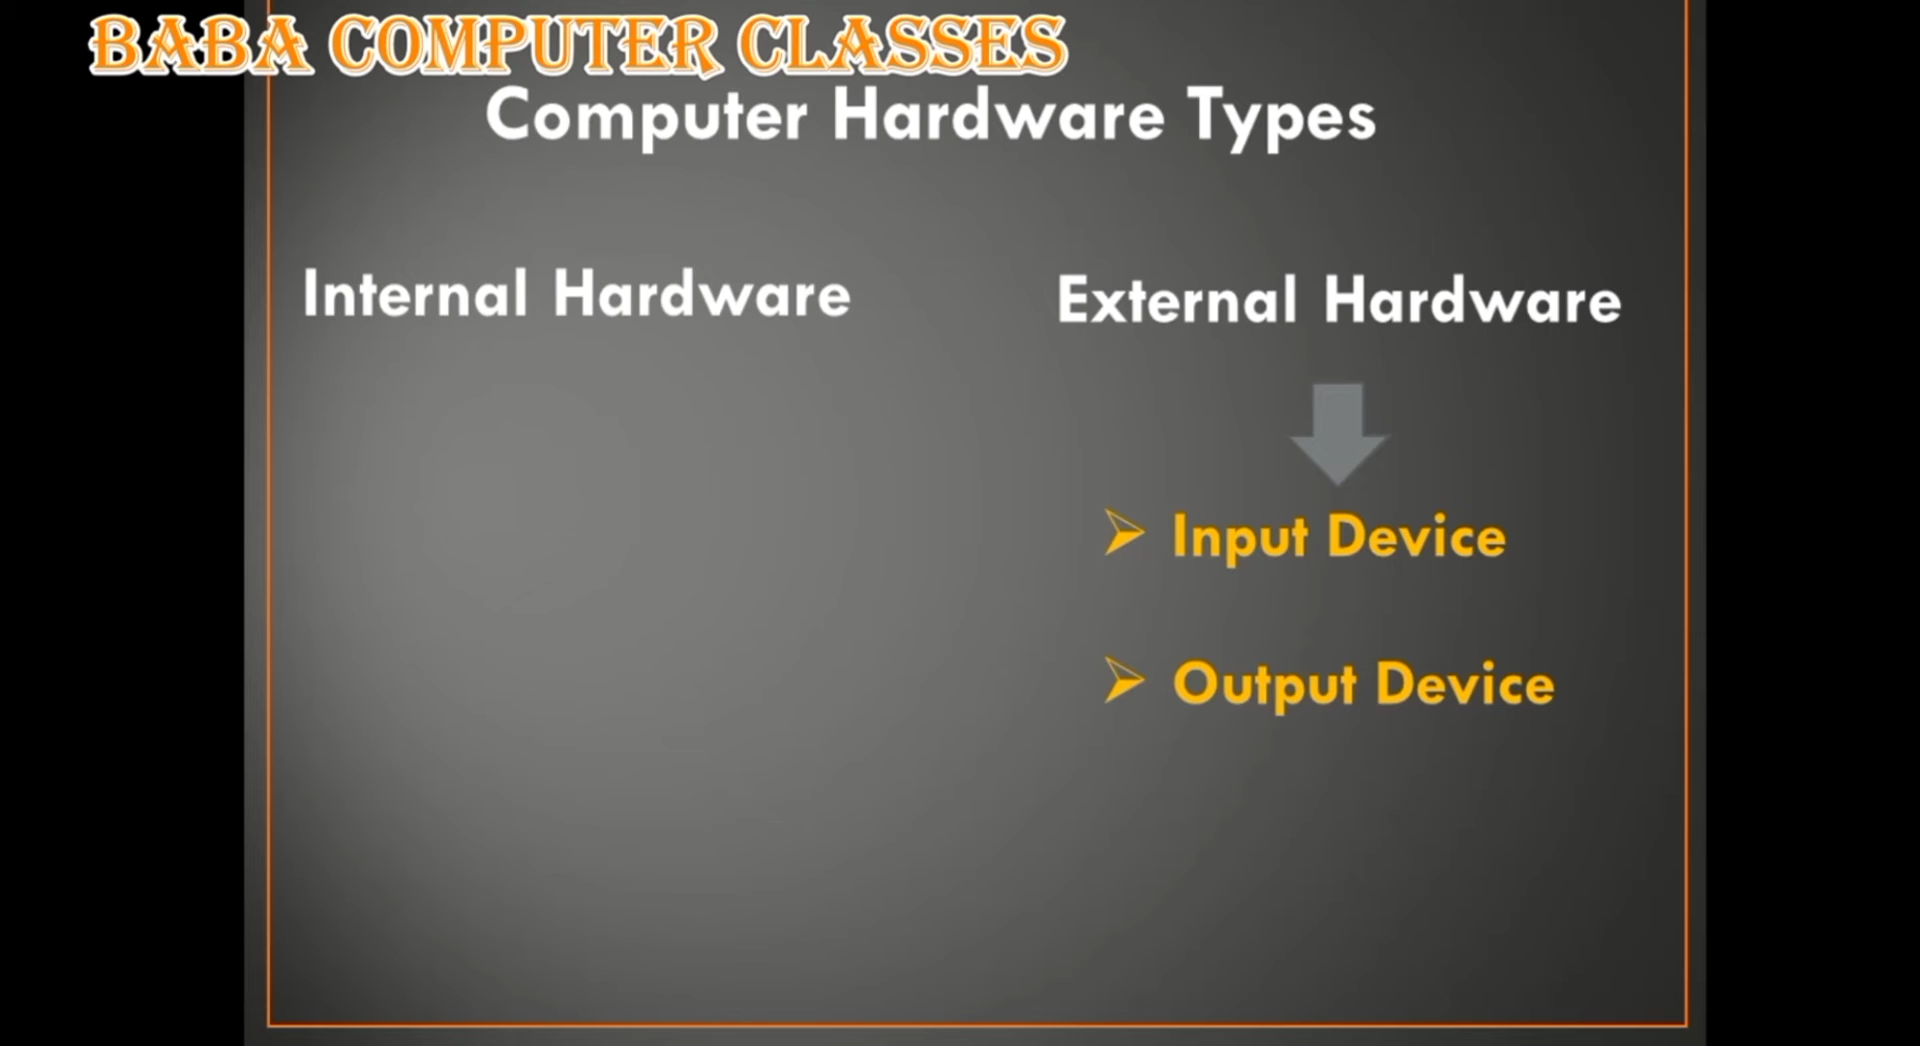 BABA COMPUTER CLASSES
Computer Hardware Types
Internal Hardware
External Hardware
Input Device
Output Device